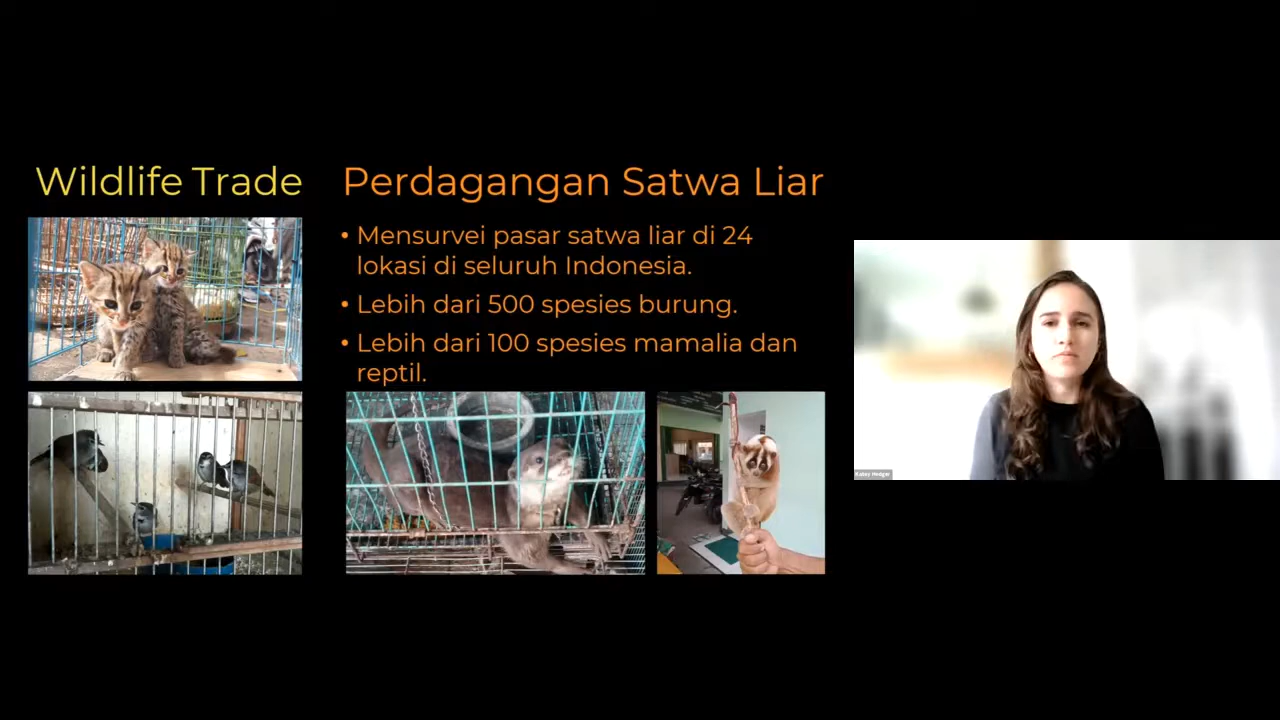 Wildlife Trade
Perdagangan Satwa Liar
• Mensurvei pasar satwa liar di 24
lokasi di seluruh Indonesia.
• Lebih dari 500 spesies burung.
• Lebih dari 100 spesies mamalia dan
reptil.